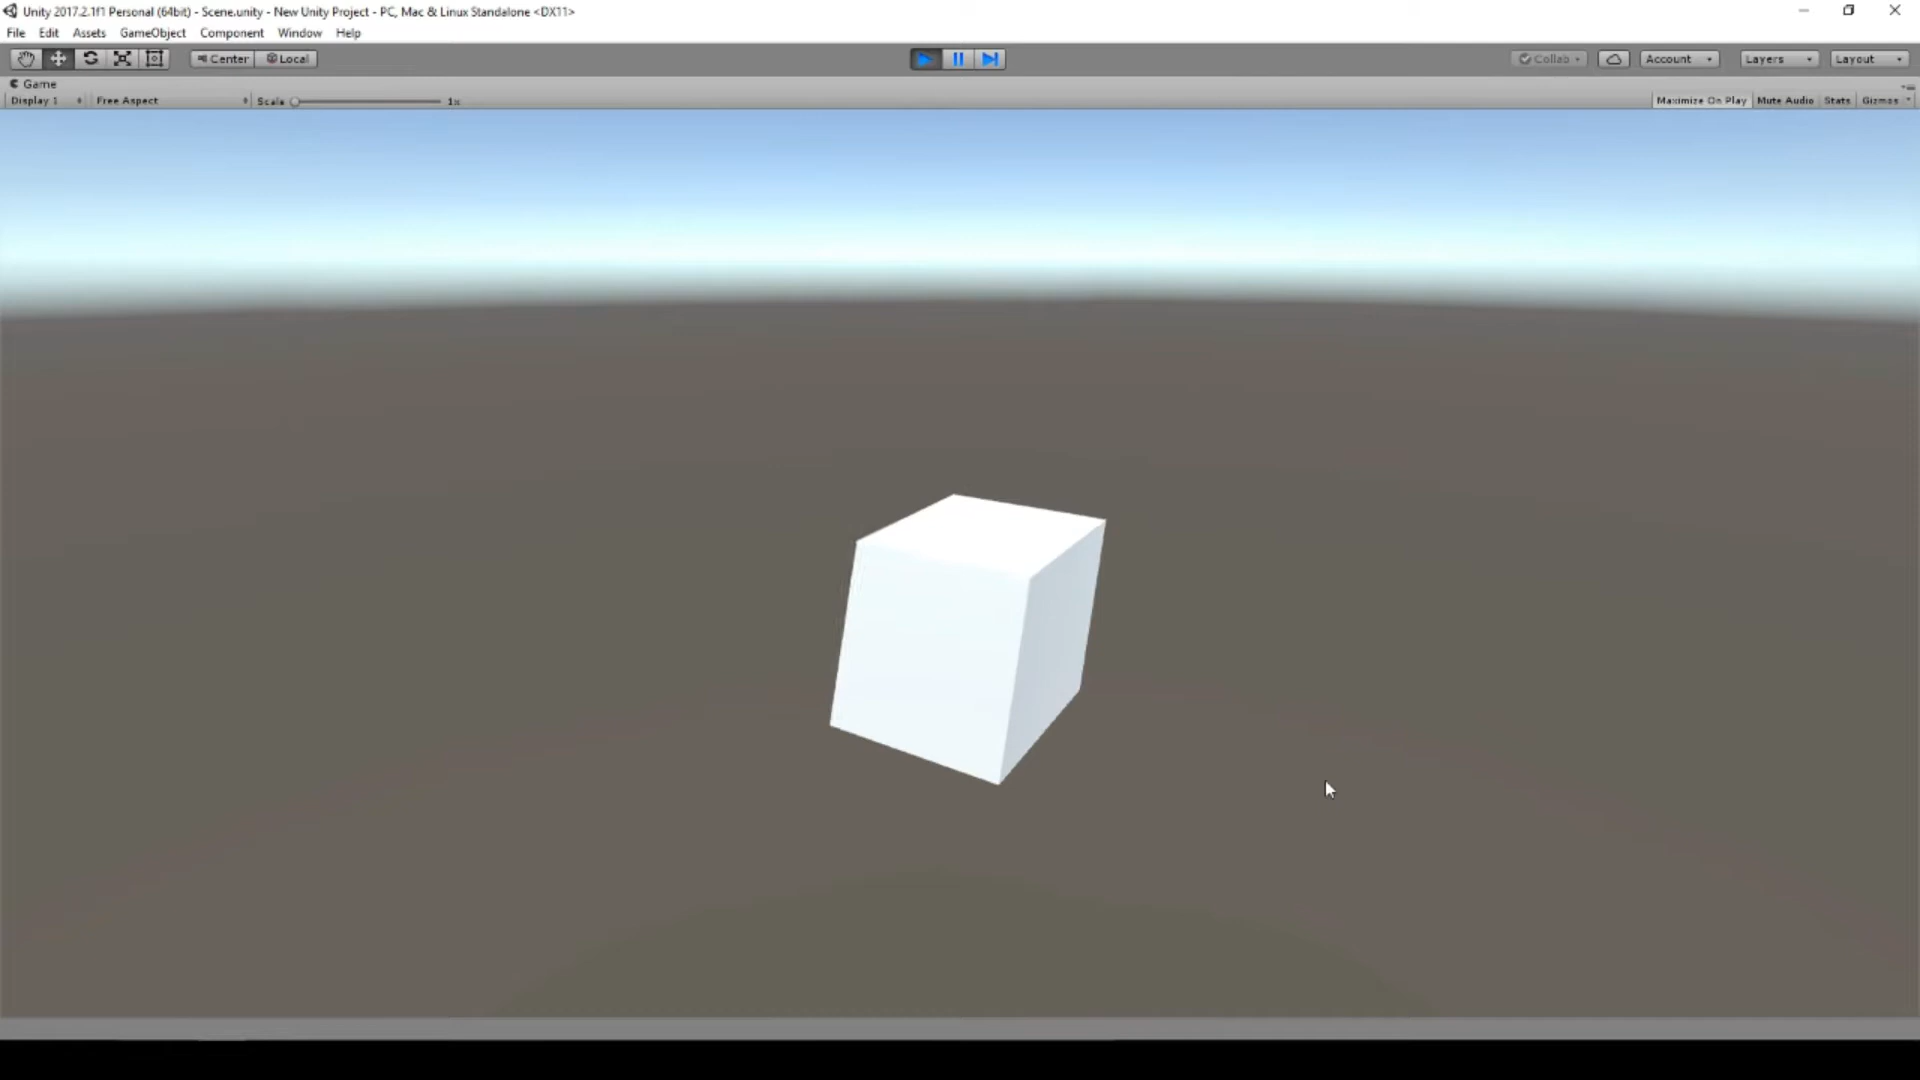 Unity 2017.2.1f1 Personal (64bit) - Scene.unity - New Unity Project - PC, Mac & Linux Standalone <DX11>
File Edit Assets GameObject Component Window Help
Center Local Collab Account Layers Layout
Game
Display 1 Free Aspect Scale 1x Maximize On Play Mute Audio Stats Gizmos